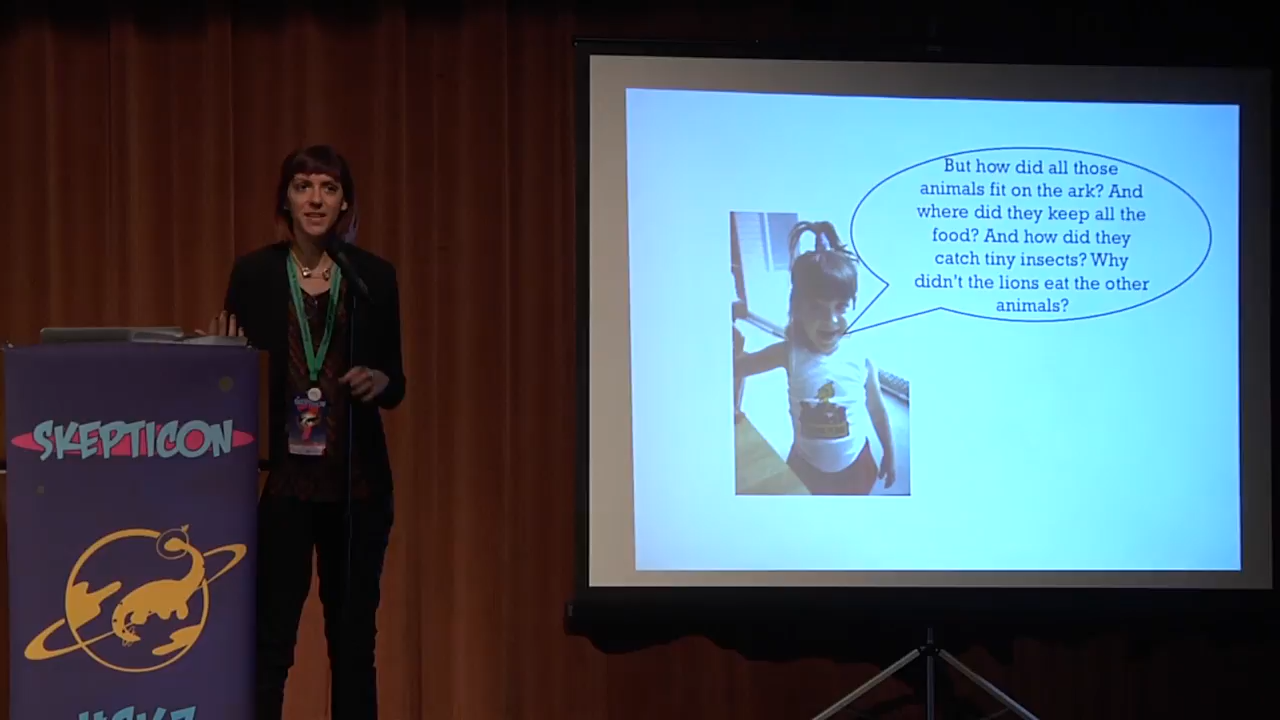 But how did all those
animals fit on the ark? And
where did they keep all the
food? And how did they
catch tiny insects? Why
didn't the lions eat the other
animals?
SKEPTICON